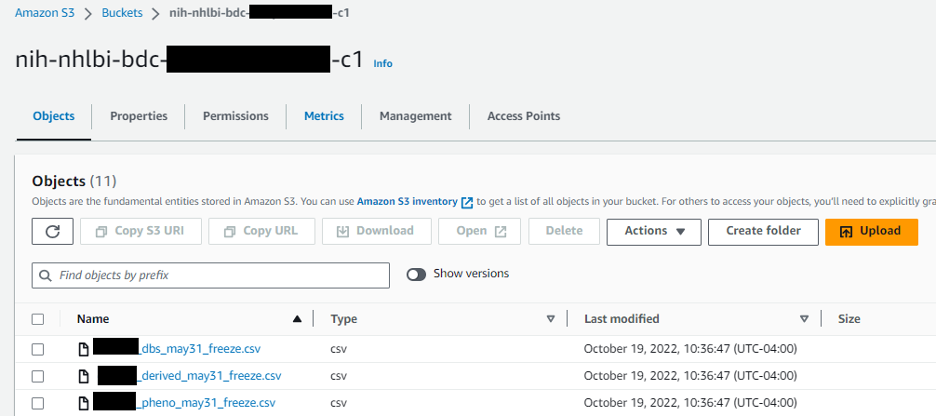 Amazon S3 > Buckets > nih-nhlbi-bdc- -c1
nih-nhlbi-bdc- -c1 Info
Objects Properties Permissions Metrics Management Access Points
Objects (11)
Objects are the fundamental entities stored in Amazon S3. You can use Amazon S3 inventory to get a list of all objects in your bucket. For others to access your objects, you'll need to explicitly gra
Copy S3 URI Copy URL Download Open Delete Actions Create folder Upload
Find objects by prefix Show versions
Name Type Last modified Size
_dbs_may31_freeze.csv csv October 19, 2022, 10:36:47 (UTC-04:00)
_derived_may31_freeze.csv csv October 19, 2022, 10:36:47 (UTC-04:00)
_pheno_may31_freeze.csv csv October 19, 2022, 10:36:47 (UTC-04:00)